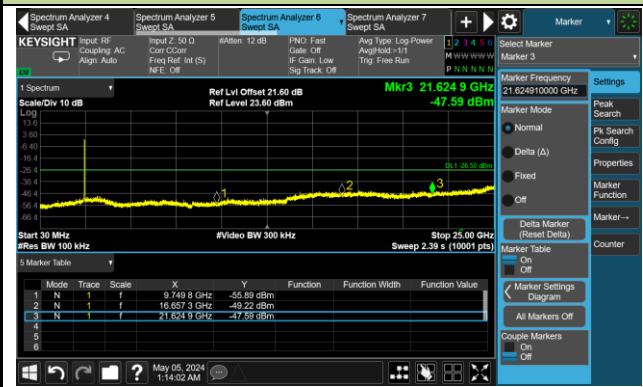 Spectrum Analyzer 4
Swept SA
Spectrum Analyzer 5
Swept SA
Spectrum Analyzer 6
Swept SA
Spectrum Analyzer 7
Swept SA
Marker
KEYSIGHT
Input: RF
Coupling: AC
Align: Auto
Input Z: 50 Ω
Corr CCorr
Freq Ref: Int (S)
NFE: Off
#Atten: 12 dB
PNO: Fast
Gate: Off
IF Gain: Low
Sig Track: Off
Avg Type: Log-Power
Avg|Hold:>1/1
Trig: Free Run
1 2 3 4 5 6
M W W W W W
P N N N N N
Select Marker
Marker 3
1 Spectrum
Scale/Div 10 dB
Log
Ref Lvl Offset 21.60 dB
Ref Level 23.60 dBm
Mkr3 21.624 9 GHz
-47.59 dBm
13.6
3.60
-6.40
-16.4
-26.4
-36.4
-46.4
-56.4
-66.4
DL1 -26.50 dBm
1
2
3
Start 30 MHz
#Res BW 100 kHz
#Video BW 300 kHz
Stop 25.00 GHz
Sweep 2.39 s (10001 pts)
5 Marker Table
Mode Trace Scale X Y Function Function Width Function Value
1 N 1 f 9.749 8 GHz -55.89 dBm
2 N 1 f 16.657 3 GHz -49.22 dBm
3 N 1 f 21.624 9 GHz -47.59 dBm
4
5
6
Marker Frequency
21.624910000 GHz
Marker Mode
Normal
Delta (Δ)
Fixed
Off
Delta Marker
(Reset Delta)
Marker Table
On
Off
Marker Settings
Diagram
All Markers Off
Couple Markers
On
Off
Settings
Peak
Search
Pk Search
Config
Properties
Marker
Function
Marker→
Counter
May 05, 2024
1:14:02 AM